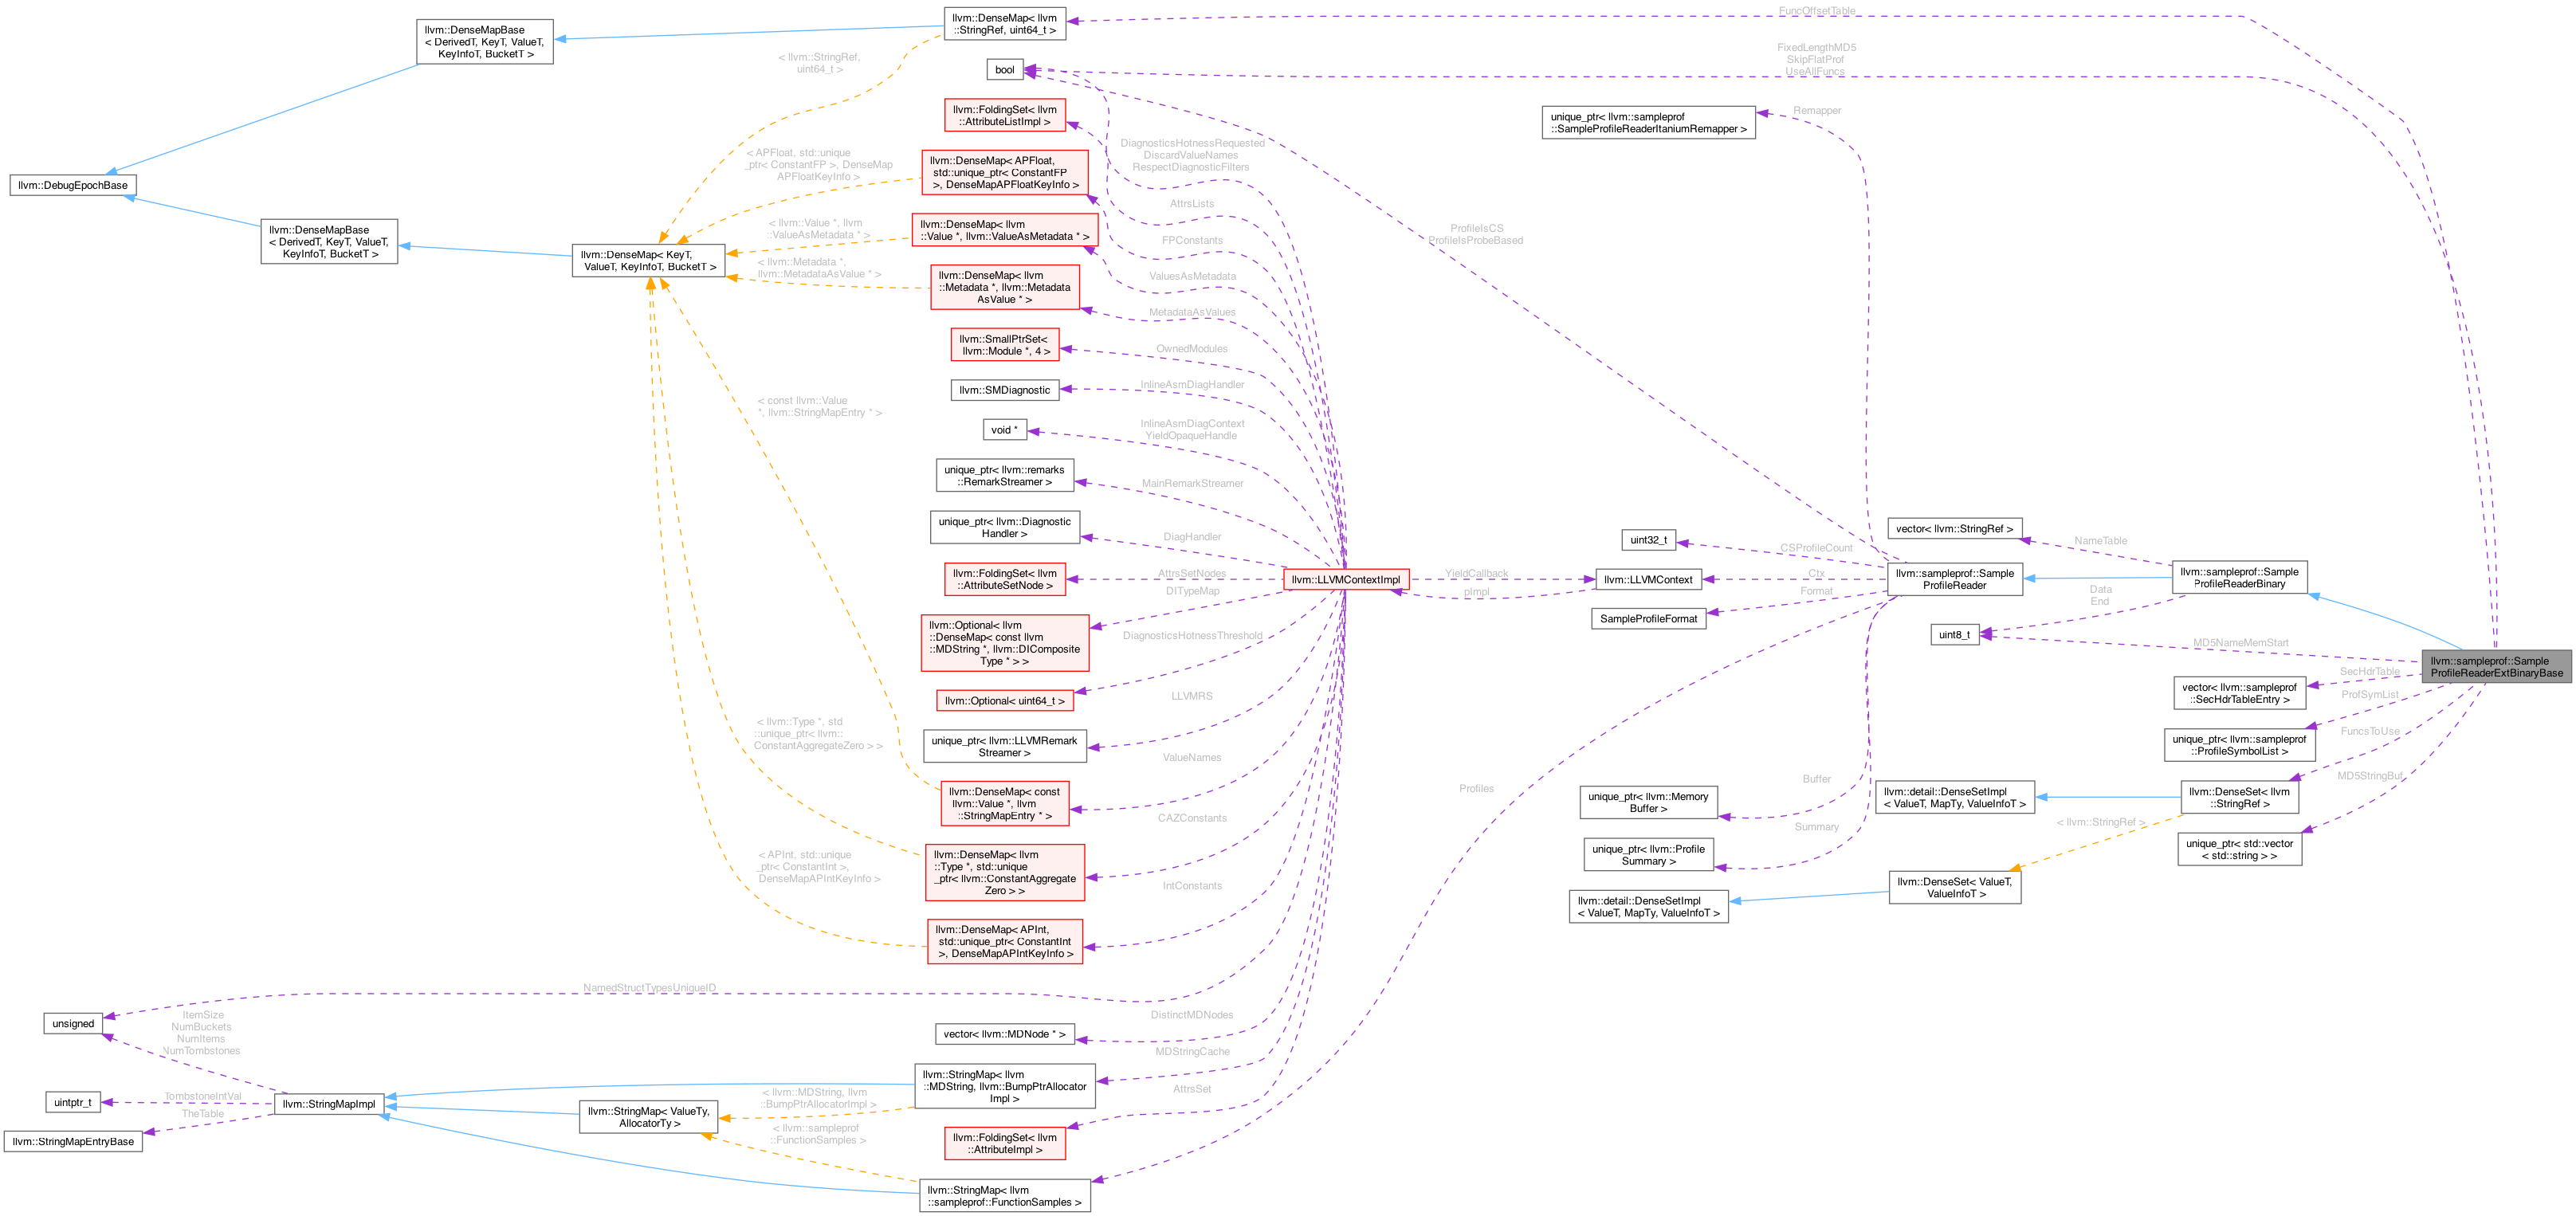 llvm::DenseMapBase
< DerivedT, KeyT, ValueT,
KeyInfoT, BucketT >
llvm::DebugEpochBase
llvm::DenseMapBase
< DerivedT, KeyT, ValueT,
KeyInfoT, BucketT >
llvm::DenseMap< KeyT,
ValueT, KeyInfoT, BucketT >
< llvm::StringRef,
uint64_t >
< APFloat, std::unique
_ptr< ConstantFP >, DenseMap
APFloatKeyInfo >
< llvm::Value *, llvm
::ValueAsMetadata * >
< llvm::Metadata *,
llvm::MetadataAsValue * >
< const llvm::Value
*, llvm::StringMapEntry * >
< llvm::Type *, std
::unique_ptr< llvm::
ConstantAggregateZero > >
< APInt, std::unique
_ptr< ConstantInt >,
DenseMapAPIntKeyInfo >
llvm::DenseMap< llvm
::StringRef, uint64_t >
bool
llvm::FoldingSet< llvm
::AttributeListImpl >
llvm::DenseMap< APFloat,
std::unique_ptr< ConstantFP
>, DenseMapAPFloatKeyInfo >
llvm::DenseMap< llvm
::Value *, llvm::ValueAsMetadata * >
llvm::DenseMap< llvm
::Metadata *, llvm::Metadata
AsValue * >
llvm::SmallPtrSet<
llvm::Module *, 4 >
llvm::SMDiagnostic
void *
unique_ptr< llvm::remarks
::RemarkStreamer >
unique_ptr< llvm::Diagnostic
Handler >
llvm::FoldingSet< llvm
::AttributeSetNode >
llvm::Optional< llvm
::DenseMap< const llvm
::MDString *, llvm::DIComposite
Type * > >
llvm::Optional< uint64_t >
unique_ptr< llvm::LLVMRemark
Streamer >
llvm::DenseMap< const
llvm::Value *, llvm
::StringMapEntry * >
llvm::DenseMap< llvm
::Type *, std::unique
_ptr< llvm::ConstantAggregate
Zero > >
llvm::DenseMap< APInt,
std::unique_ptr< ConstantInt
>, DenseMapAPIntKeyInfo >
NamedStructTypesUniqueID
unsigned
ItemSize
NumBuckets
NumItems
NumTombstones
uintptr_t
TombstoneIntVal
TheTable
llvm::StringMapEntryBase
llvm::StringMapImpl
llvm::StringMap< ValueTy,
AllocatorTy >
< llvm::MDString, llvm
::BumpPtrAllocatorImpl >
< llvm::sampleprof
::FunctionSamples >
vector< llvm::MDNode * >
llvm::StringMap< llvm
::MDString, llvm::BumpPtrAllocator
Impl >
llvm::FoldingSet< llvm
::AttributeImpl >
llvm::StringMap< llvm
::sampleprof::FunctionSamples >
DiagnosticsHotnessRequested
DiscardValueNames
RespectDiagnosticFilters
AttrsLists
FPConstants
ValuesAsMetadata
MetadataAsValues
OwnedModules
InlineAsmDiagHandler
InlineAsmDiagContext
YieldOpaqueHandle
MainRemarkStreamer
DiagHandler
AttrsSetNodes
DITypeMap
DiagnosticsHotnessThreshold
LLVMRS
ValueNames
CAZConstants
IntConstants
DistinctMDNodes
MDStringCache
AttrsSet
llvm::LLVMContextImpl
YieldCallback
pImpl
ProfileIsCS
ProfileIsProbeBased
Profiles
FuncOffsetTable
FixedLengthMD5
SkipFlatProf
UseAllFuncs
unique_ptr< llvm::sampleprof
::SampleProfileReaderItaniumRemapper >
Remapper
uint32_t
CSProfileCount
llvm::LLVMContext
Ctx
SampleProfileFormat
Format
unique_ptr< llvm::Memory
Buffer >
Buffer
unique_ptr< llvm::Profile
Summary >
Summary
llvm::sampleprof::Sample
ProfileReader
vector< llvm::StringRef >
NameTable
llvm::sampleprof::Sample
ProfileReaderBinary
Data
End
uint8_t
MD5NameMemStart
llvm::sampleprof::Sample
ProfileReaderExtBinaryBase
SecHdrTable
vector< llvm::sampleprof
::SecHdrTableEntry >
ProfSymList
unique_ptr< llvm::sampleprof
::ProfileSymbolList >
FuncsToUse
llvm::DenseSet< llvm
::StringRef >
MD5StringBuf
unique_ptr< std::vector
< std::string > >
llvm::detail::DenseSetImpl
< ValueT, MapTy, ValueInfoT >
< llvm::StringRef >
llvm::DenseSet< ValueT,
ValueInfoT >
llvm::detail::DenseSetImpl
< ValueT, MapTy, ValueInfoT >